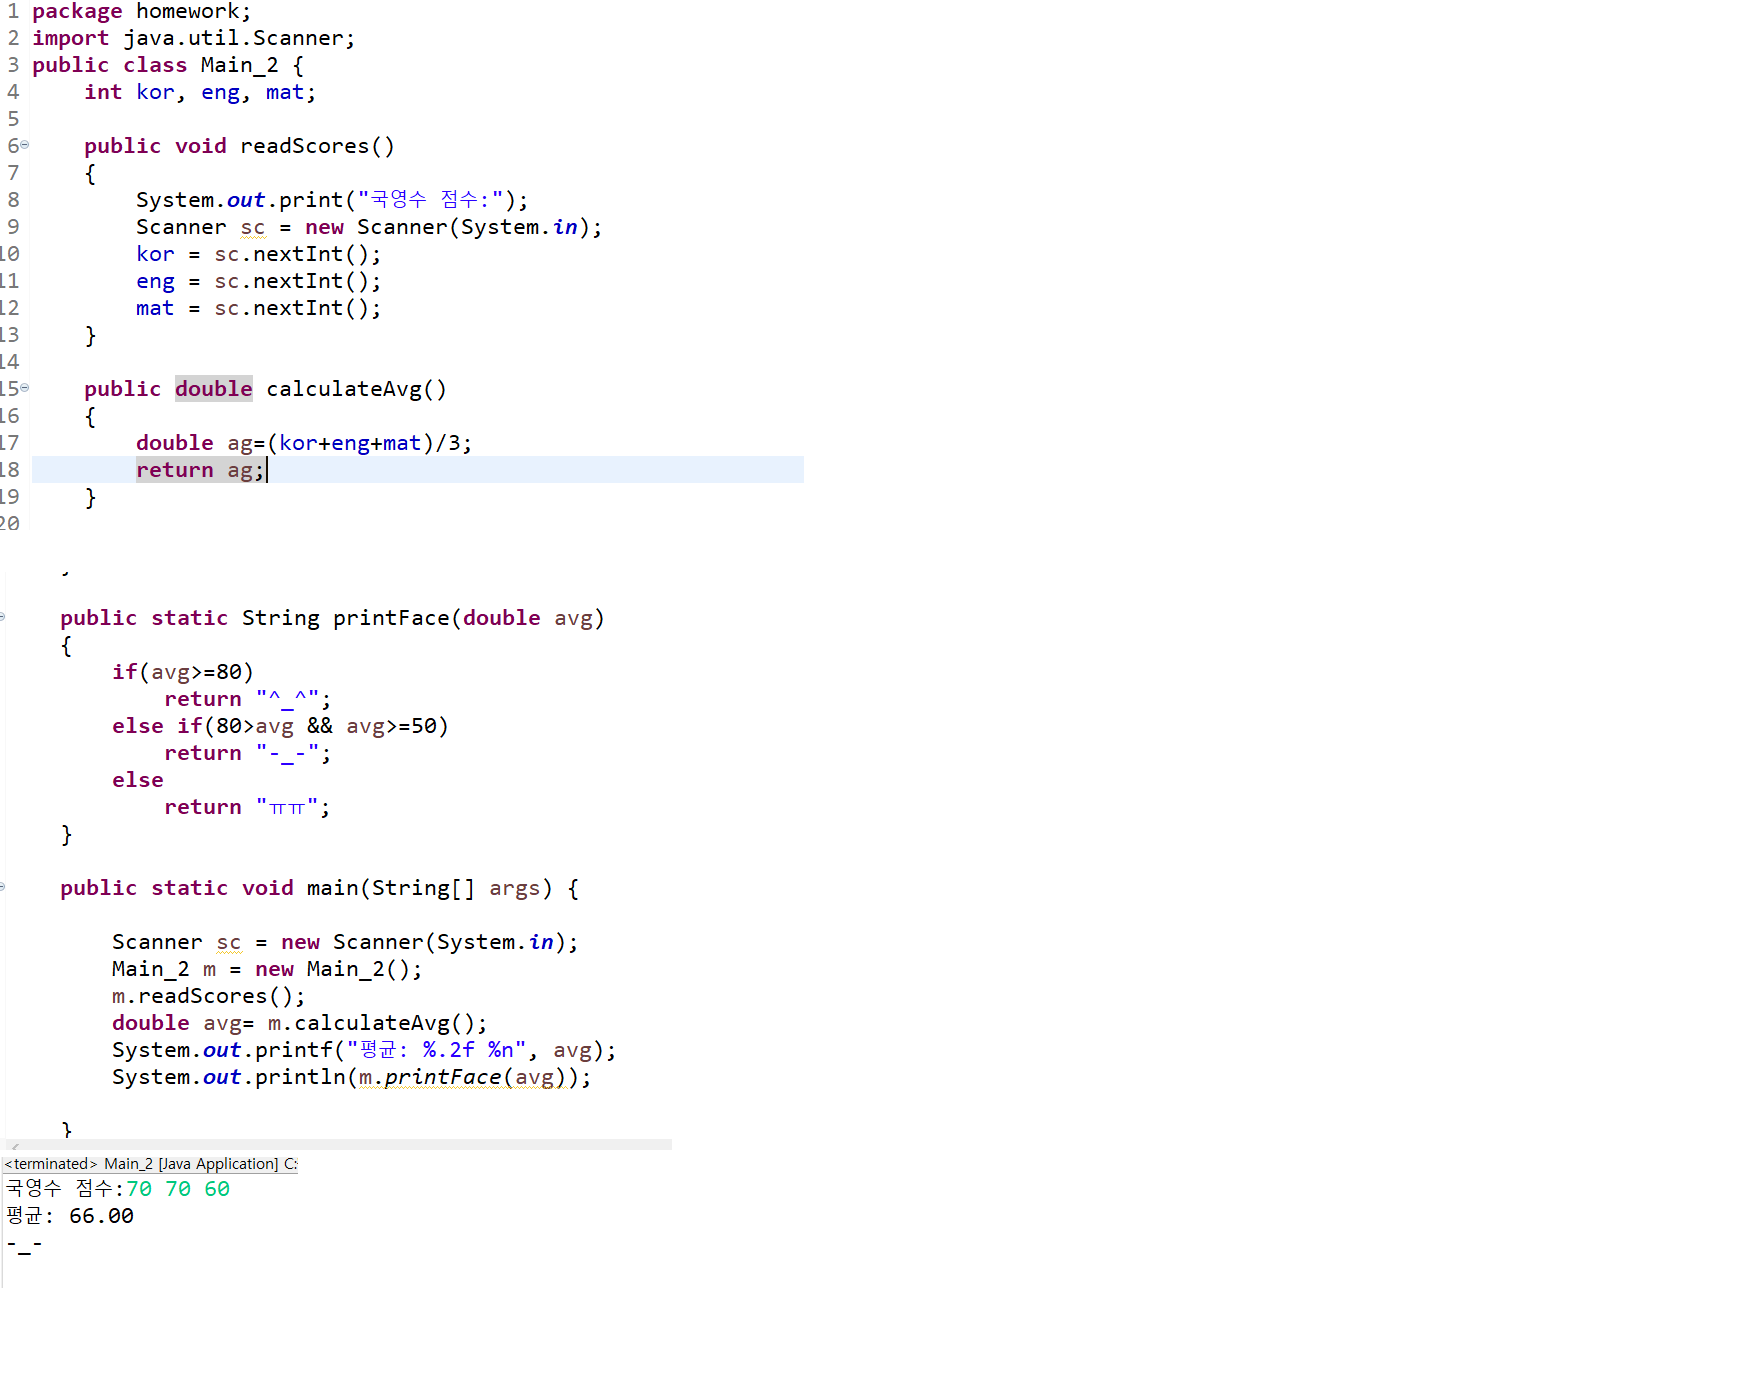 1 package homework;
2 import java.util.Scanner;
3 public class Main_2 {
4     int kor, eng, mat;
5
6     public void readScores()
7     {
8         System.out.print("국영수 점수:");
9         Scanner sc = new Scanner(System.in);
10         kor = sc.nextInt();
11         eng = sc.nextInt();
12         mat = sc.nextInt();
13     }
14
15     public double calculateAvg()
16     {
17         double ag=(kor+eng+mat)/3;
18         return ag;
19     }
20
    }
    public static String printFace(double avg)
    {
        if(avg>=80)
            return "^_^";
        else if(80>avg && avg>=50)
            return "-_-";
        else
            return "ㅠㅠ";
    }
    public static void main(String[] args) {
        Scanner sc = new Scanner(System.in);
        Main_2 m = new Main_2();
        m.readScores();
        double avg= m.calculateAvg();
        System.out.printf("평균: %.2f %n", avg);
        System.out.println(m.printFace(avg));
    }
<terminated> Main_2 [Java Application] C:
국영수 점수:70 70 60
평균: 66.00
-_-